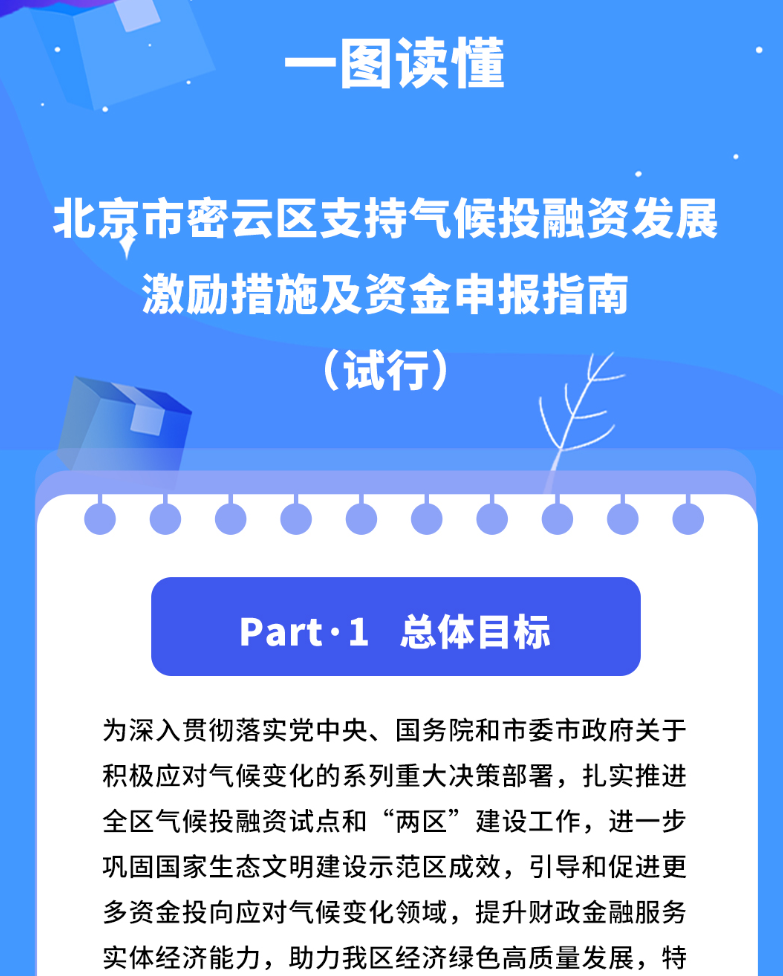 一图读懂
北京市密云区支持气候投融资发展
激励措施及资金申报指南
（试行）
Part·1 总体目标
为深入贯彻落实党中央、国务院和市委市政府关于
积极应对气候变化的系列重大决策部署，扎实推进
全区气候投融资试点和“两区”建设工作，进一步
巩固国家生态文明建设示范区成效，引导和促进更
多资金投向应对气候变化领域，提升财政金融服务
实体经济能力，助力我区经济绿色高质量发展，特